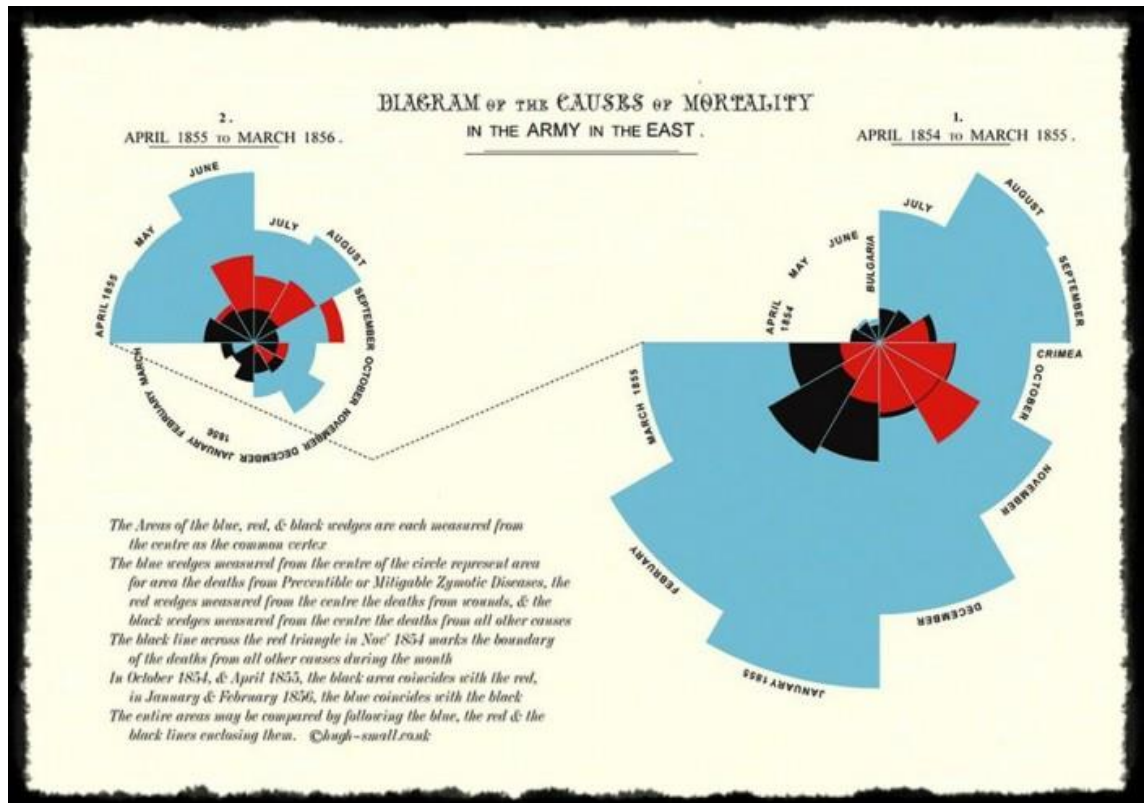 DIAGRAM OF THE CAUSES OF MORTALITY
IN THE ARMY IN THE EAST.
2.
APRIL 1855 TO MARCH 1856.
1.
APRIL 1854 TO MARCH 1855.
APRIL 1855
MAY
JUNE
JULY
AUGUST
SEPTEMBER
OCTOBER
NOVEMBER
DECEMBER
JANUARY
1856
FEBRUARY
MARCH
APRIL
1854
MAY
JUNE
BULGARIA
JULY
AUGUST
SEPTEMBER
CRIMEA
OCTOBER
NOVEMBER
DECEMBER
JANUARY 1855
FEBRUARY
MARCH 1855
The Areas of the blue, red, & black wedges are each measured from
the centre as the common vertex
The blue wedges measured from the centre of the circle represent area
for area the deaths from Preventible or Mitigable Zymotic Diseases, the
red wedges measured from the centre the deaths from wounds, & the
black wedges measured from the centre the deaths from all other causes
The black line across the red triangle in Nov' 1854 marks the boundary
of the deaths from all other causes during the month
In October 1854, & April 1855, the black area coincides with the red,
in January & February 1856, the blue coincides with the black
The entire areas may be compared by following the blue, the red & the
black lines enclosing them. ©hugh-small.co.uk